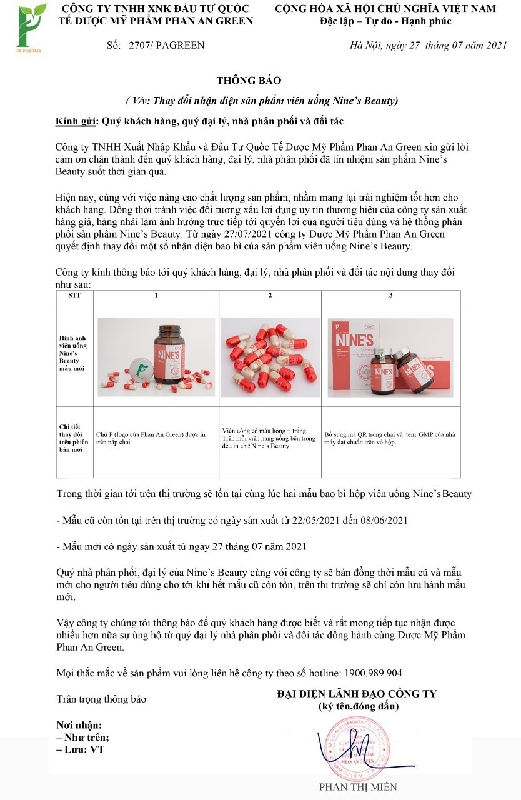 CÔNG TY TNHH XNK ĐẦU TƯ QUỐC
TẾ DƯỢC MỸ PHẨM PHAN AN GREEN
CỘNG HÒA XÃ HỘI CHỦ NGHĨA VIỆT NAM
Độc lập – Tự do - Hạnh phúc
Số: 2707/ PAGREEN
Hà Nội, ngày 27 tháng 07 năm 2021
THÔNG BÁO
( V/v: Thay đổi nhận diện sản phẩm viên uống Nine's Beauty)
Kính gửi: Quý khách hàng, quý đại lý, nhà phân phối và đối tác
Công ty TNHH Xuất Nhập Khẩu và Đầu Tư Quốc Tế Dược Mỹ Phẩm Phan An Green xin gửi lời
cảm ơn chân thành đến quý khách hàng, đại lý, nhà phân phối đã tín nhiệm sản phẩm Nine's
Beauty suốt thời gian qua.
Hiện nay, cùng với việc nâng cao chất lượng sản phẩm, nhằm mang lại trải nghiệm tốt hơn cho
khách hàng. Đồng thời tránh việc đối tượng xấu lợi dụng uy tín thương hiệu của công ty sản xuất
hàng giả, hàng nhái làm ảnh hưởng trực tiếp tới quyền lợi của người tiêu dùng và hệ thống phân
phối sản phẩm Nine's Beauty. Từ ngày 27/07/2021 công ty Dược Mỹ Phẩm Phan An Green
quyết định thay đổi một số nhận diện bao bì của sản phẩm viên uống Nine's Beauty.
Công ty kính thông báo tới quý khách hàng, đại lý, nhà phân phối và đối tác nội dung thay đổi
như sau:
STT 1 2 3
Hình ảnh
viên uống
Nine's
Beauty
mẫu mới
NINE'S
NINE'S
Chi tiết
thay đổi
trên phiên
bản mới
Chữ P (logo của Phan An Green) được in
trên nắp chai
Viên uống có màu hồng – trắng
Trên mỗi viên nang uống bên trong
đều in chữ Nine's Beauty
Bổ sung mã QR trong chai và tem GMP của nhà
máy đạt chuẩn trên vỏ hộp.
Trong thời gian tới trên thị trường sẽ tồn tại cùng lúc hai mẫu bao bì hộp viên uống Nine's Beauty
- Mẫu cũ còn tồn tại trên thị trường có ngày sản xuất từ 22/05/2021 đến 08/06/2021
- Mẫu mới có ngày sản xuất từ ngày 27 tháng 07 năm 2021
Quý nhà phân phối, đại lý của Nine's Beauty cùng với công ty sẽ bán đồng thời mẫu cũ và mẫu
mới cho người tiêu dùng cho tới khi hết mẫu cũ còn tồn, trên thị trường sẽ chỉ còn lưu hành mẫu
mới.
Vậy công ty chúng tôi thông báo để quý khách hàng được biết và rất mong tiếp tục nhận được
nhiều hơn nữa sự ủng hộ từ quý đại lý nhà phân phối và đối tác đồng hành cùng Dược Mỹ Phẩm
Phan An Green.
Mọi thắc mắc về sản phẩm vui lòng liên hệ công ty theo số hotline: 1900.989.904
Trân trọng thông báo
ĐẠI DIỆN LÃNH ĐẠO CÔNG TY
(ký tên,đóng dấu)
Nơi nhận:
– Như trên;
– Lưu: VT
PHAN THỊ MIÊN